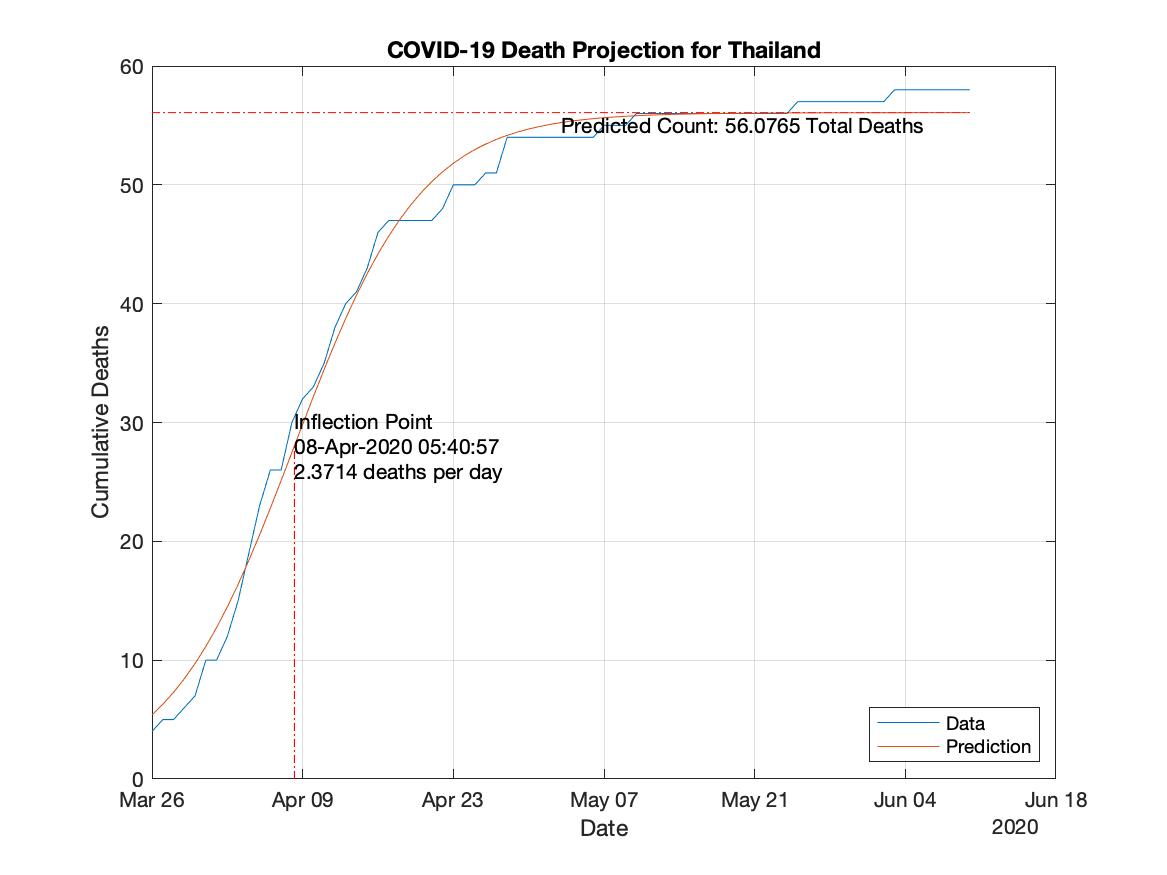 COVID-19 Death Projection for Thailand
60
50
40
30
20
10
0
Cumulative Deaths
Predicted Count: 56.0765 Total Deaths
Inflection Point
08-Apr-2020 05:40:57
2.3714 deaths per day
Data
Prediction
Mar 26 Apr 09 Apr 23 May 07 May 21 Jun 04 Jun 18
Date
2020